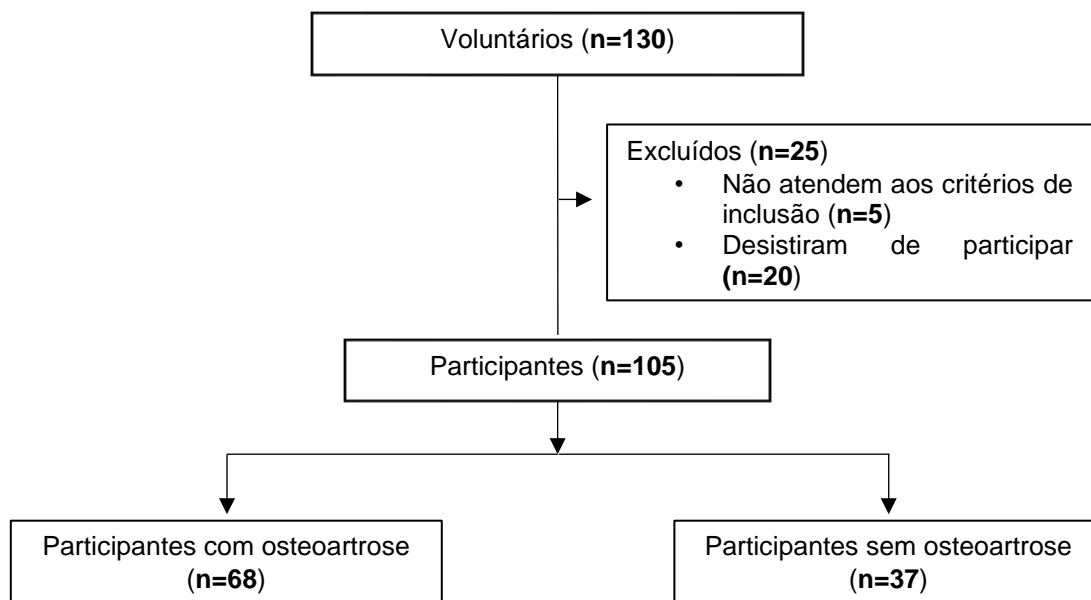 Voluntários (n=130)
Excluídos (n=25)
• Não atendem aos critérios de
inclusão (n=5)
• Desistiram de participar
(n=20)
Participantes (n=105)
Participantes com osteoartrose
(n=68)
Participantes sem osteoartrose
(n=37)